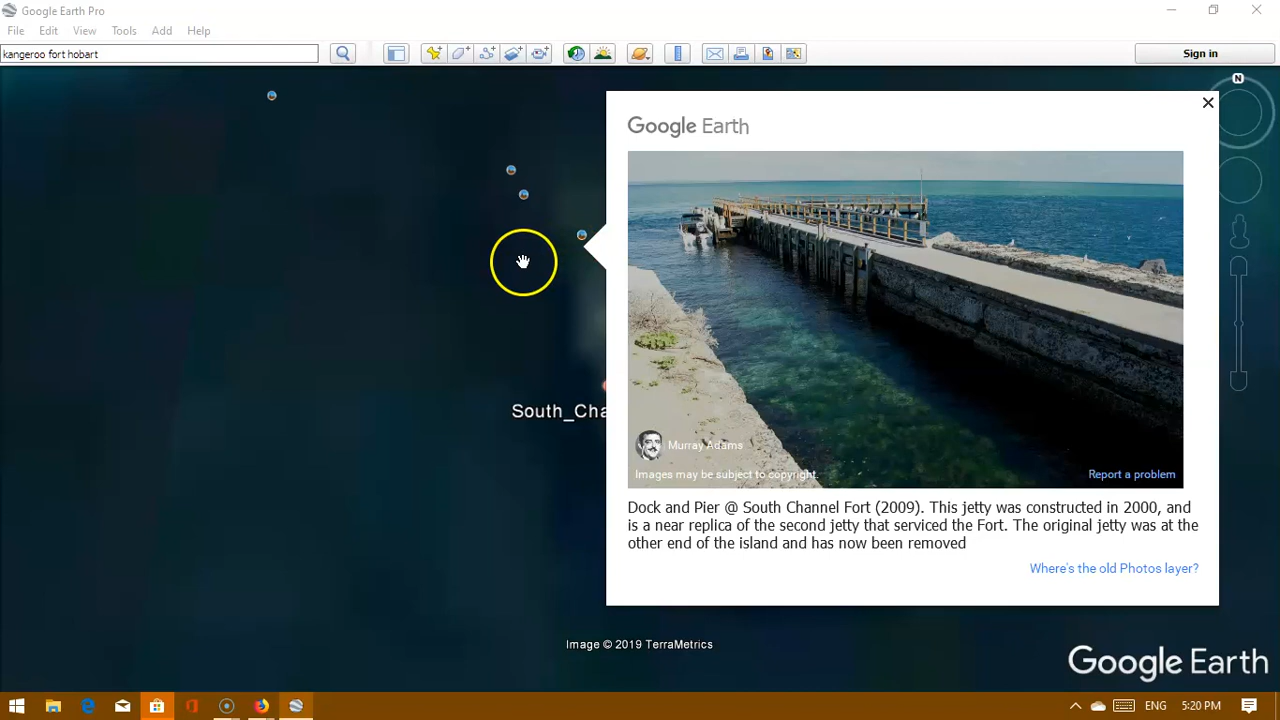 Google Earth Pro
File Edit View Tools Add Help
kangeroo fort hobart
Sign in
N
Google Earth
South_Cha
Murray Adams
Images may be subject to copyright.
Report a problem
Dock and Pier @ South Channel Fort (2009). This jetty was constructed in 2000, and
is a near replica of the second jetty that serviced the Fort. The original jetty was at the
other end of the island and has now been removed
Where's the old Photos layer?
Image © 2019 TerraMetrics
Google Earth
ENG 5:20 PM